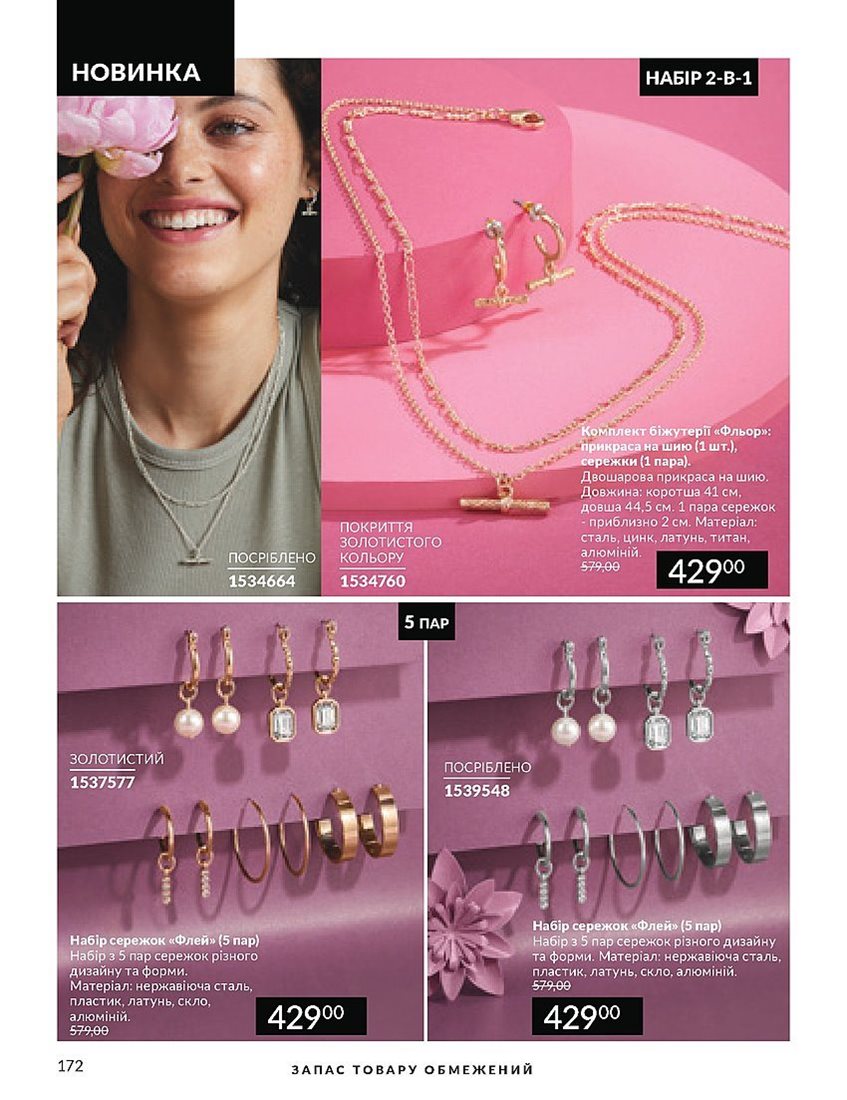 НОВИНКА
НАБІР 2-В-1
Комплект біжутерії «Фльор»:
прикраса на шию (1 шт.),
сережки (1 пара).
Двошарова прикраса на шию.
Довжина: коротша 41 см,
довша 44,5 см. 1 пара сережок
- приблизно 2 см. Матеріал:
сталь, цинк, латунь, титан,
алюміній.
579,00
42900
ПОСРІБЛЕНО
1534664
ПОКРИТТЯ
ЗОЛОТИСТОГО
КОЛЬОРУ
1534760
5 ПАР
ЗОЛОТИСТИЙ
1537577
Набір сережок «Флей» (5 пар)
Набір з 5 пар сережок різного
дизайну та форми.
Матеріал: нержавіюча сталь,
пластик, латунь, скло,
алюміній.
579,00
42900
ПОСРІБЛЕНО
1539548
Набір сережок «Флей» (5 пар)
Набір з 5 пар сережок різного дизайну
та форми. Матеріал: нержавіюча сталь,
пластик, латунь, скло, алюміній.
579,00
42900
172
ЗАПАС ТОВАРУ ОБМЕЖЕНИЙ